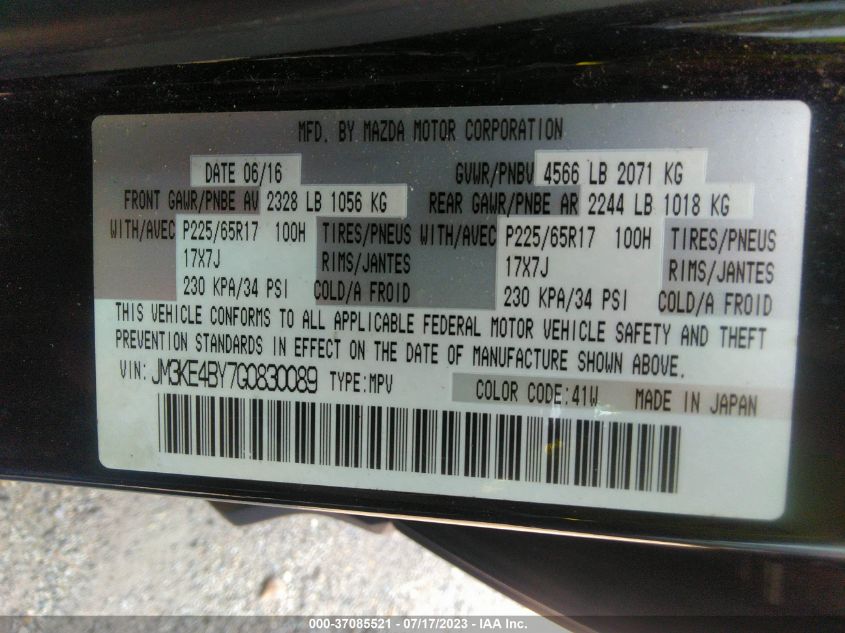 MFD. BY MAZDA MOTOR CORPORATION
DATE 06/16 GVWR/PNBV 4566 LB 2071 KG
FRONT GAWR/PNBE AV 2328 LB 1056 KG REAR GAWR/PNBE AR 2244 LB 1018 KG
WITH/AVEC P225/65R17 100H TIRES/PNEUS WITH/AVEC P225/65R17 100H TIRES/PNEUS
17X7J RIMS/JANTES 17X7J RIMS/JANTES
230 KPA/34 PSI COLD/A FROID 230 KPA/34 PSI COLD/A FROID
THIS VEHICLE CONFORMS TO ALL APPLICABLE FEDERAL MOTOR VEHICLE SAFETY AND THEFT
PREVENTION STANDARDS IN EFFECT ON THE DATE OF MANUFACTURE SHOWN ABOVE.
VIN: JM3KE4BY7G0830089 TYPE:MPV COLOR CODE:41W MADE IN JAPAN
000-37085521 - 07/17/2023 - IAA Inc.